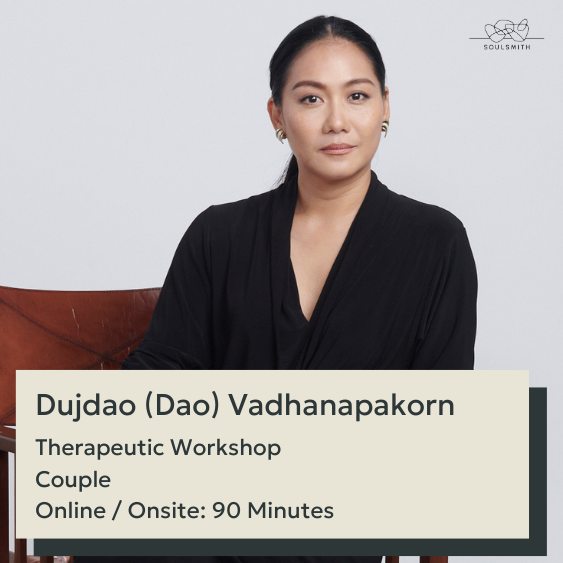 SOULSMITH
Dujdao (Dao) Vadhanapakorn
Therapeutic Workshop
Couple
Online / Onsite: 90 Minutes